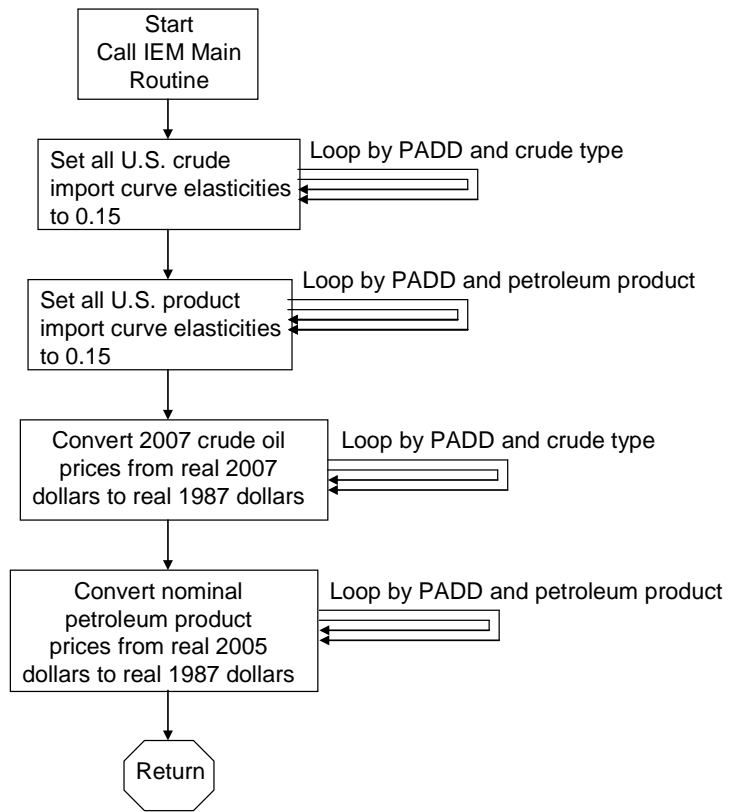 Start
Call IEM Main
Routine
Set all U.S. crude
import curve elasticities
to 0.15
Loop by PADD and crude type
Set all U.S. product
import curve elasticities
to 0.15
Loop by PADD and petroleum product
Convert 2007 crude oil
prices from real 2007
dollars to real 1987 dollars
Loop by PADD and crude type
Convert nominal
petroleum product
prices from real 2005
dollars to real 1987 dollars
Loop by PADD and petroleum product
Return